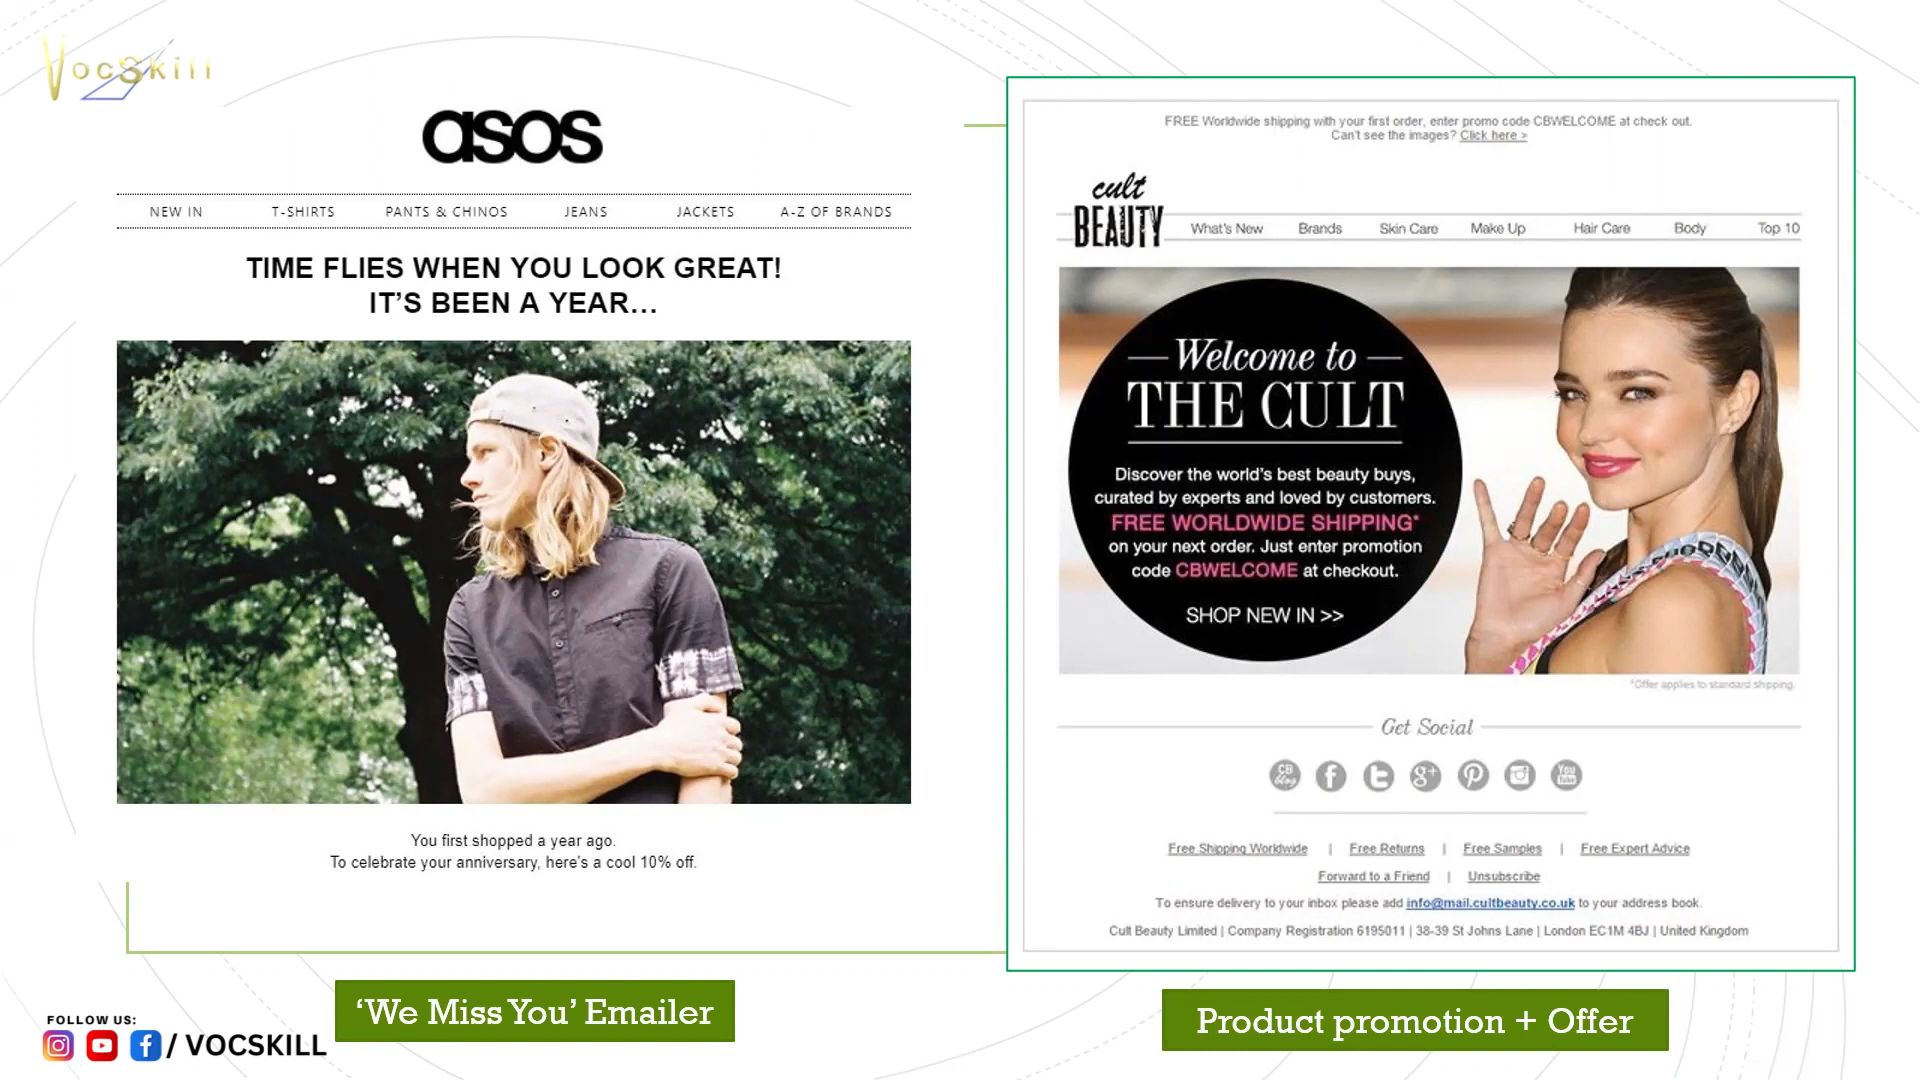 VocSkill
asos
NEW IN T-SHIRTS PANTS & CHINOS JEANS JACKETS A-Z OF BRANDS
TIME FLIES WHEN YOU LOOK GREAT!
IT’S BEEN A YEAR...
You first shopped a year ago.
To celebrate your anniversary, here's a cool 10% off.
‘We Miss You’ Emailer
FREE Worldwide shipping with your first order, enter promo code CBWELCOME at check out.
Can't see the images? Click here >
cult
BEAUTY
What's New Brands Skin Care Make Up Hair Care Body Top 10
Welcome to
THE CULT
Discover the world's best beauty buys,
curated by experts and loved by customers.
FREE WORLDWIDE SHIPPING*
on your next order. Just enter promotion
code CBWELCOME at checkout.
SHOP NEW IN >>
*Offer applies to standard shipping.
Get Social
CB blog f t g+ P You Tube
Free Shipping Worldwide | Free Returns | Free Samples | Free Expert Advice
Forward to a Friend | Unsubscribe
To ensure delivery to your inbox please add info@mail.cultbeauty.co.uk to your address book.
Cult Beauty Limited | Company Registration 6195011 | 38-39 St Johns Lane | London EC1M 4BJ | United Kingdom
Product promotion + Offer
FOLLOW US:
f / VOCSKILL